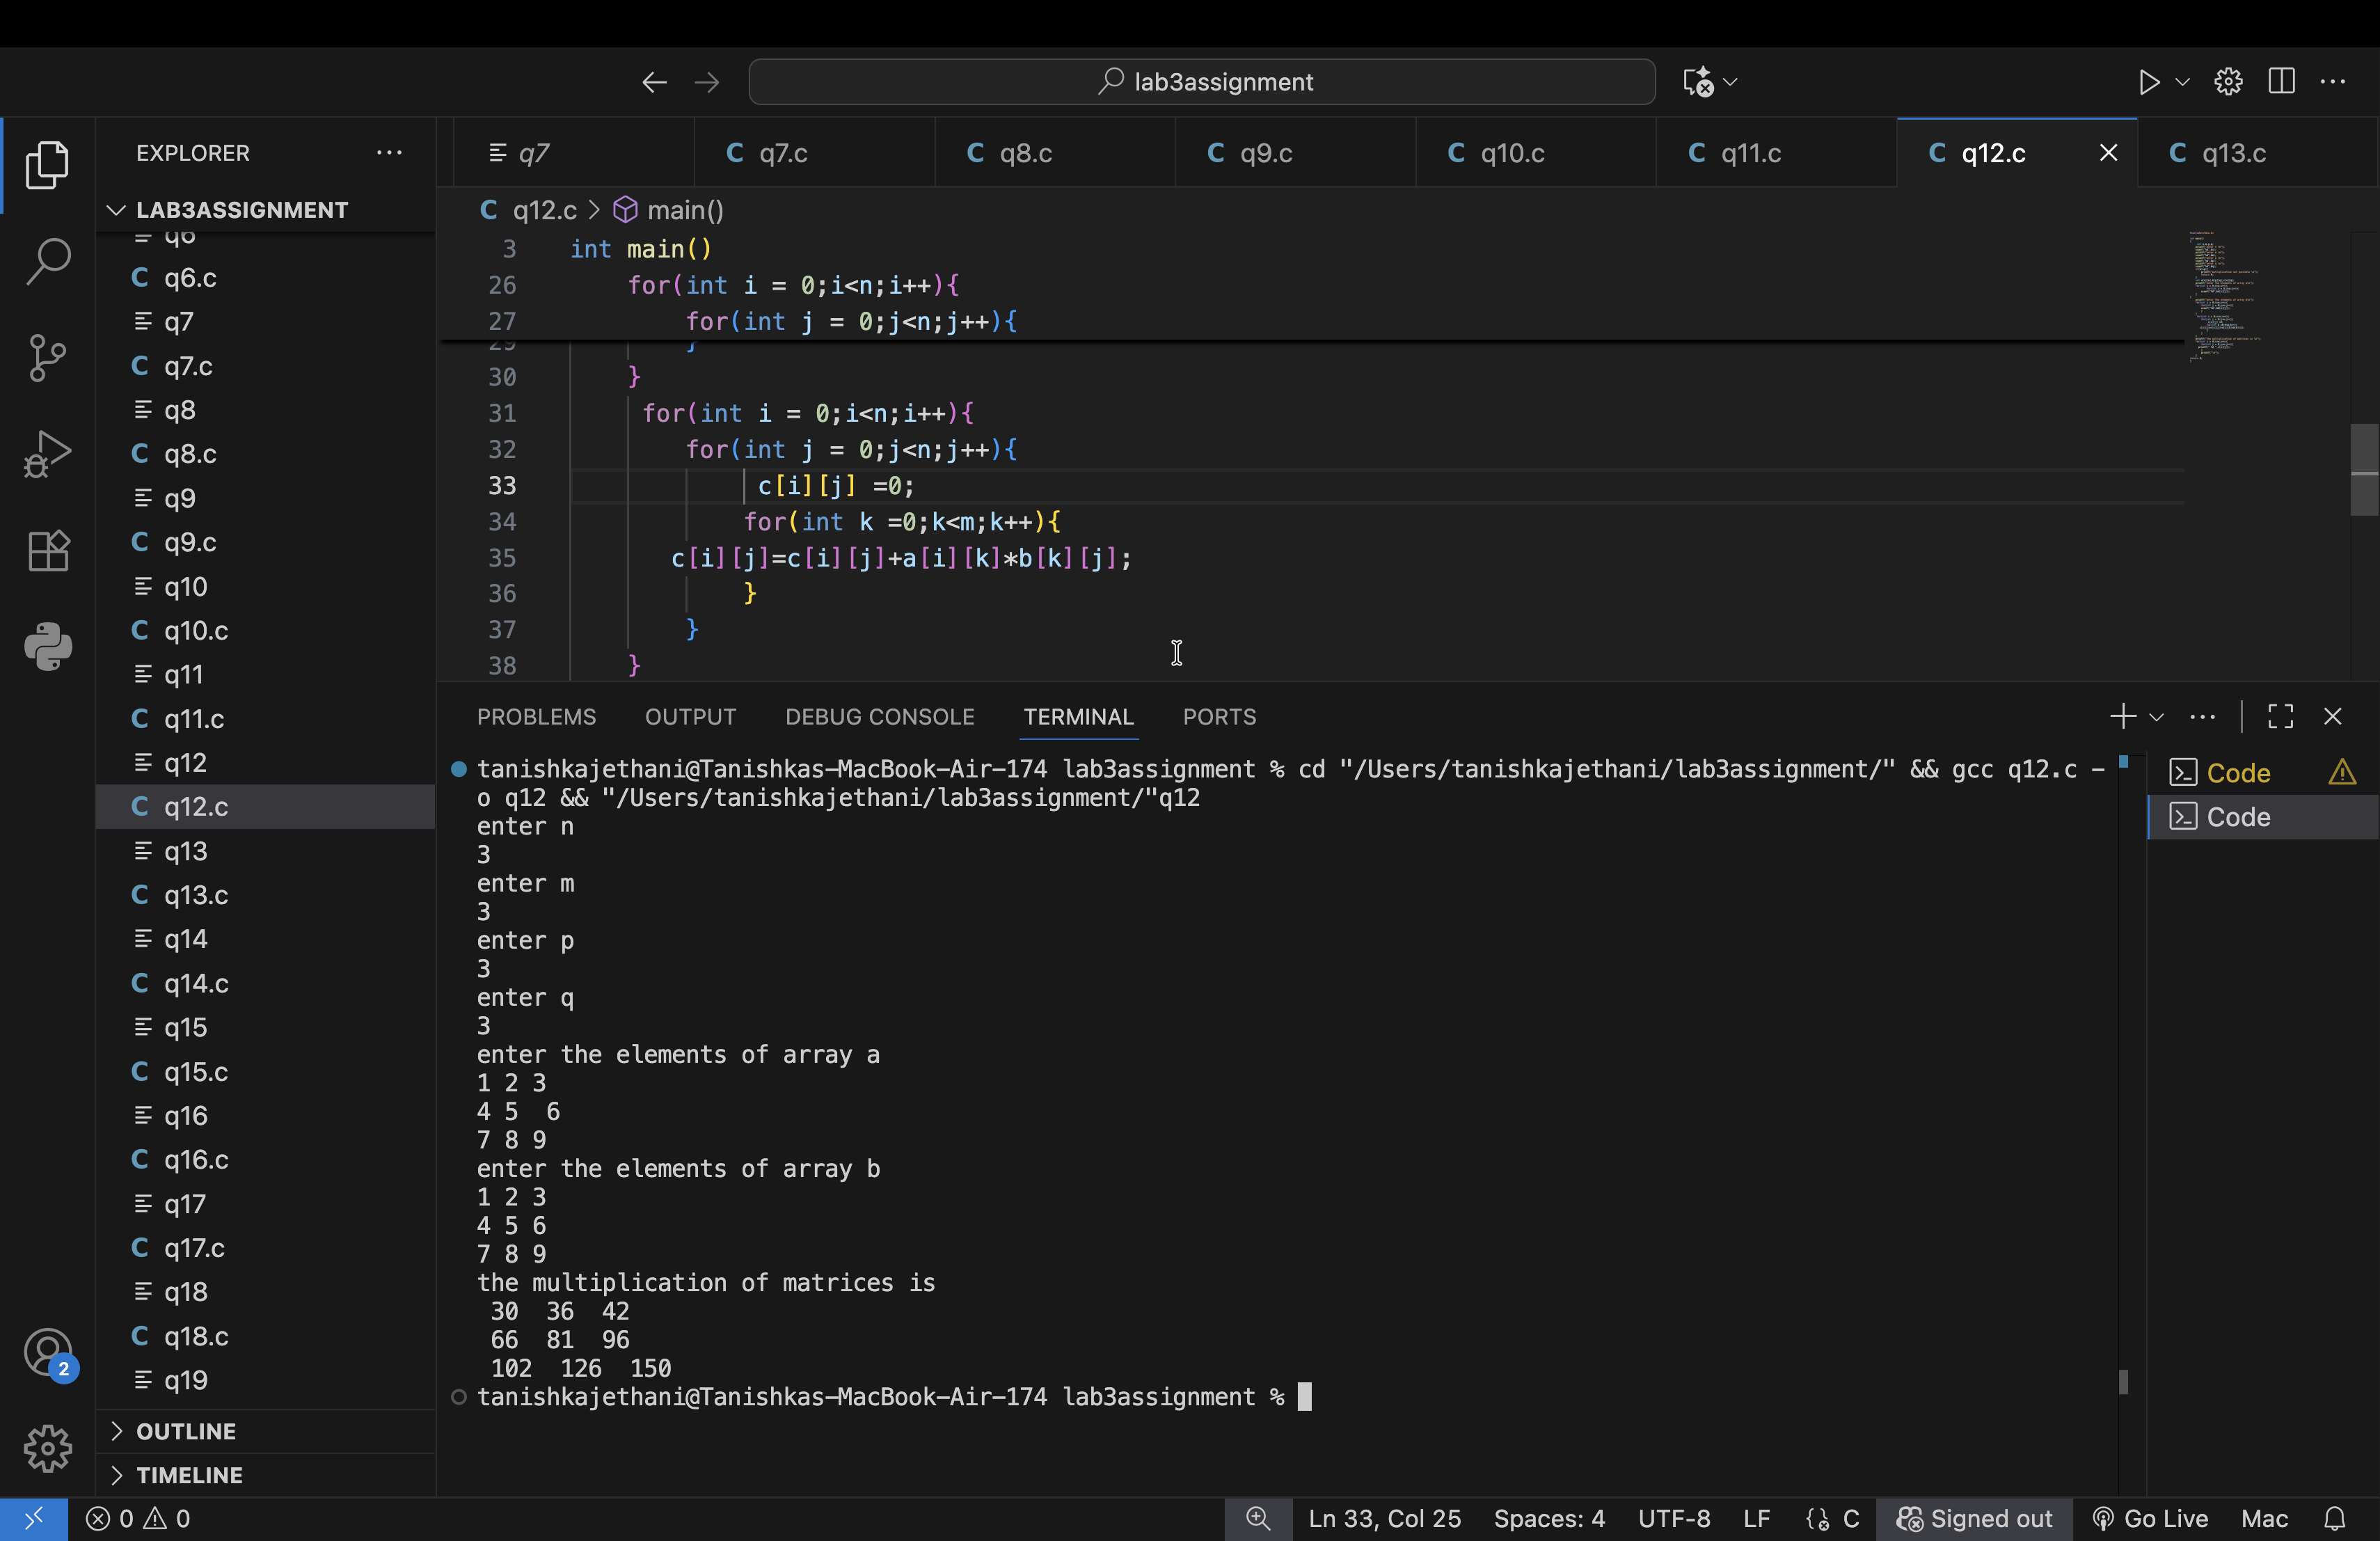 lab3assignment
EXPLORER
q7
q7.c
q8.c
q9.c
q10.c
q11.c
q12.c
q13.c
LAB3ASSIGNMENT
q6
q6.c
q7
q7.c
q8
q8.c
q9
q9.c
q10
q10.c
q11
q11.c
q12
q12.c
q13
q13.c
q14
q14.c
q15
q15.c
q16
q16.c
q17
q17.c
q18
q18.c
q19
OUTLINE
TIMELINE
2
C q12.c > main()
3 int main()
26 for(int i = 0;i<n;i++){
27 for(int j = 0;j<n;j++){
29 }
30 }
31 for(int i = 0;i<n;i++){
32 for(int j = 0;j<n;j++){
33 c[i][j] =0;
34 for(int k =0;k<m;k++){
35 c[i][j]=c[i][j]+a[i][k]*b[k][j];
36 }
37 }
38 }
PROBLEMS OUTPUT DEBUG CONSOLE TERMINAL PORTS
tanishkajethani@Tanishkas-MacBook-Air-174 lab3assignment % cd "/Users/tanishkajethani/lab3assignment/" && gcc q12.c -
o q12 && "/Users/tanishkajethani/lab3assignment/"q12
enter n
3
enter m
3
enter p
3
enter q
3
enter the elements of array a
1 2 3
4 5  6
7 8 9
enter the elements of array b
1 2 3
4 5 6
7 8 9
the multiplication of matrices is
30  36  42
66  81  96
102  126  150
tanishkajethani@Tanishkas-MacBook-Air-174 lab3assignment %
Code
Code
0 0 Ln 33, Col 25 Spaces: 4 UTF-8 LF C Signed out Go Live Mac